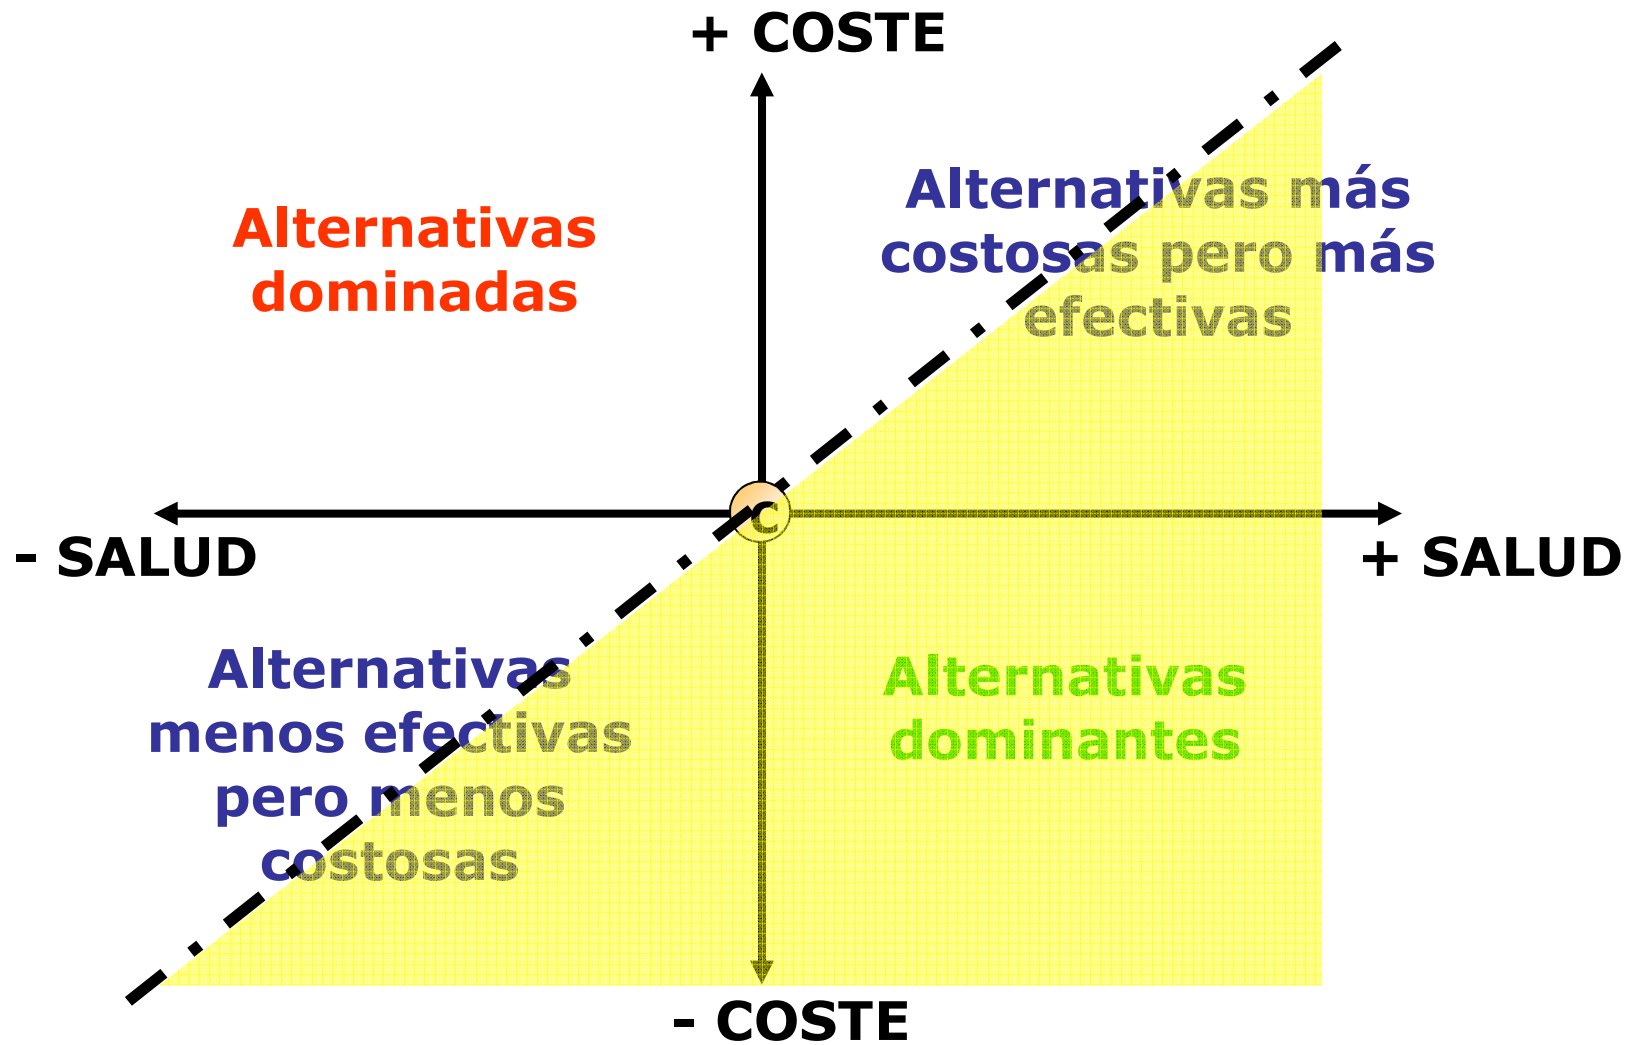 + COSTE
Alternativas más
costosas pero más
efectivas
Alternativas
dominadas
C
- SALUD
+ SALUD
Alternativas
menos efectivas
pero menos
costosas
Alternativas
dominantes
- COSTE